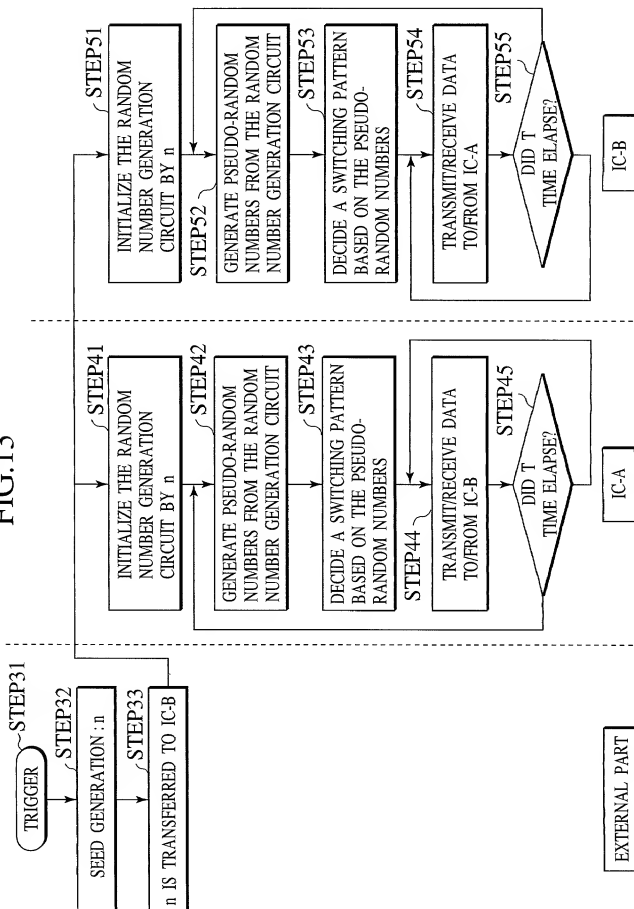 FIG.13
TRIGGER
STEP31
STEP32
SEED GENERATION : n
STEP33
n IS TRANSFERRED TO IC-B
EXTERNAL PART
STEP41
INITIALIZE THE RANDOM
NUMBER GENERATION
CIRCUIT BY n
STEP42
GENERATE PSEUDO-RANDOM
NUMBERS FROM THE RANDOM
NUMBER GENERATION CIRCUIT
STEP43
DECIDE A SWITCHING PATTERN
BASED ON THE PSEUDO-
RANDOM NUMBERS
STEP44
TRANSMIT/RECEIVE DATA
TO/FROM IC-B
STEP45
DID T
TIME ELAPSE?
IC-A
STEP51
INITIALIZE THE RANDOM
NUMBER GENERATION
CIRCUIT BY n
STEP52
GENERATE PSEUDO-RANDOM
NUMBERS FROM THE RANDOM
NUMBER GENERATION CIRCUIT
STEP53
DECIDE A SWITCHING PATTERN
BASED ON THE PSEUDO-
RANDOM NUMBERS
STEP54
TRANSMIT/RECEIVE DATA
TO/FROM IC-A
STEP55
DID T
TIME ELAPSE?
IC-B